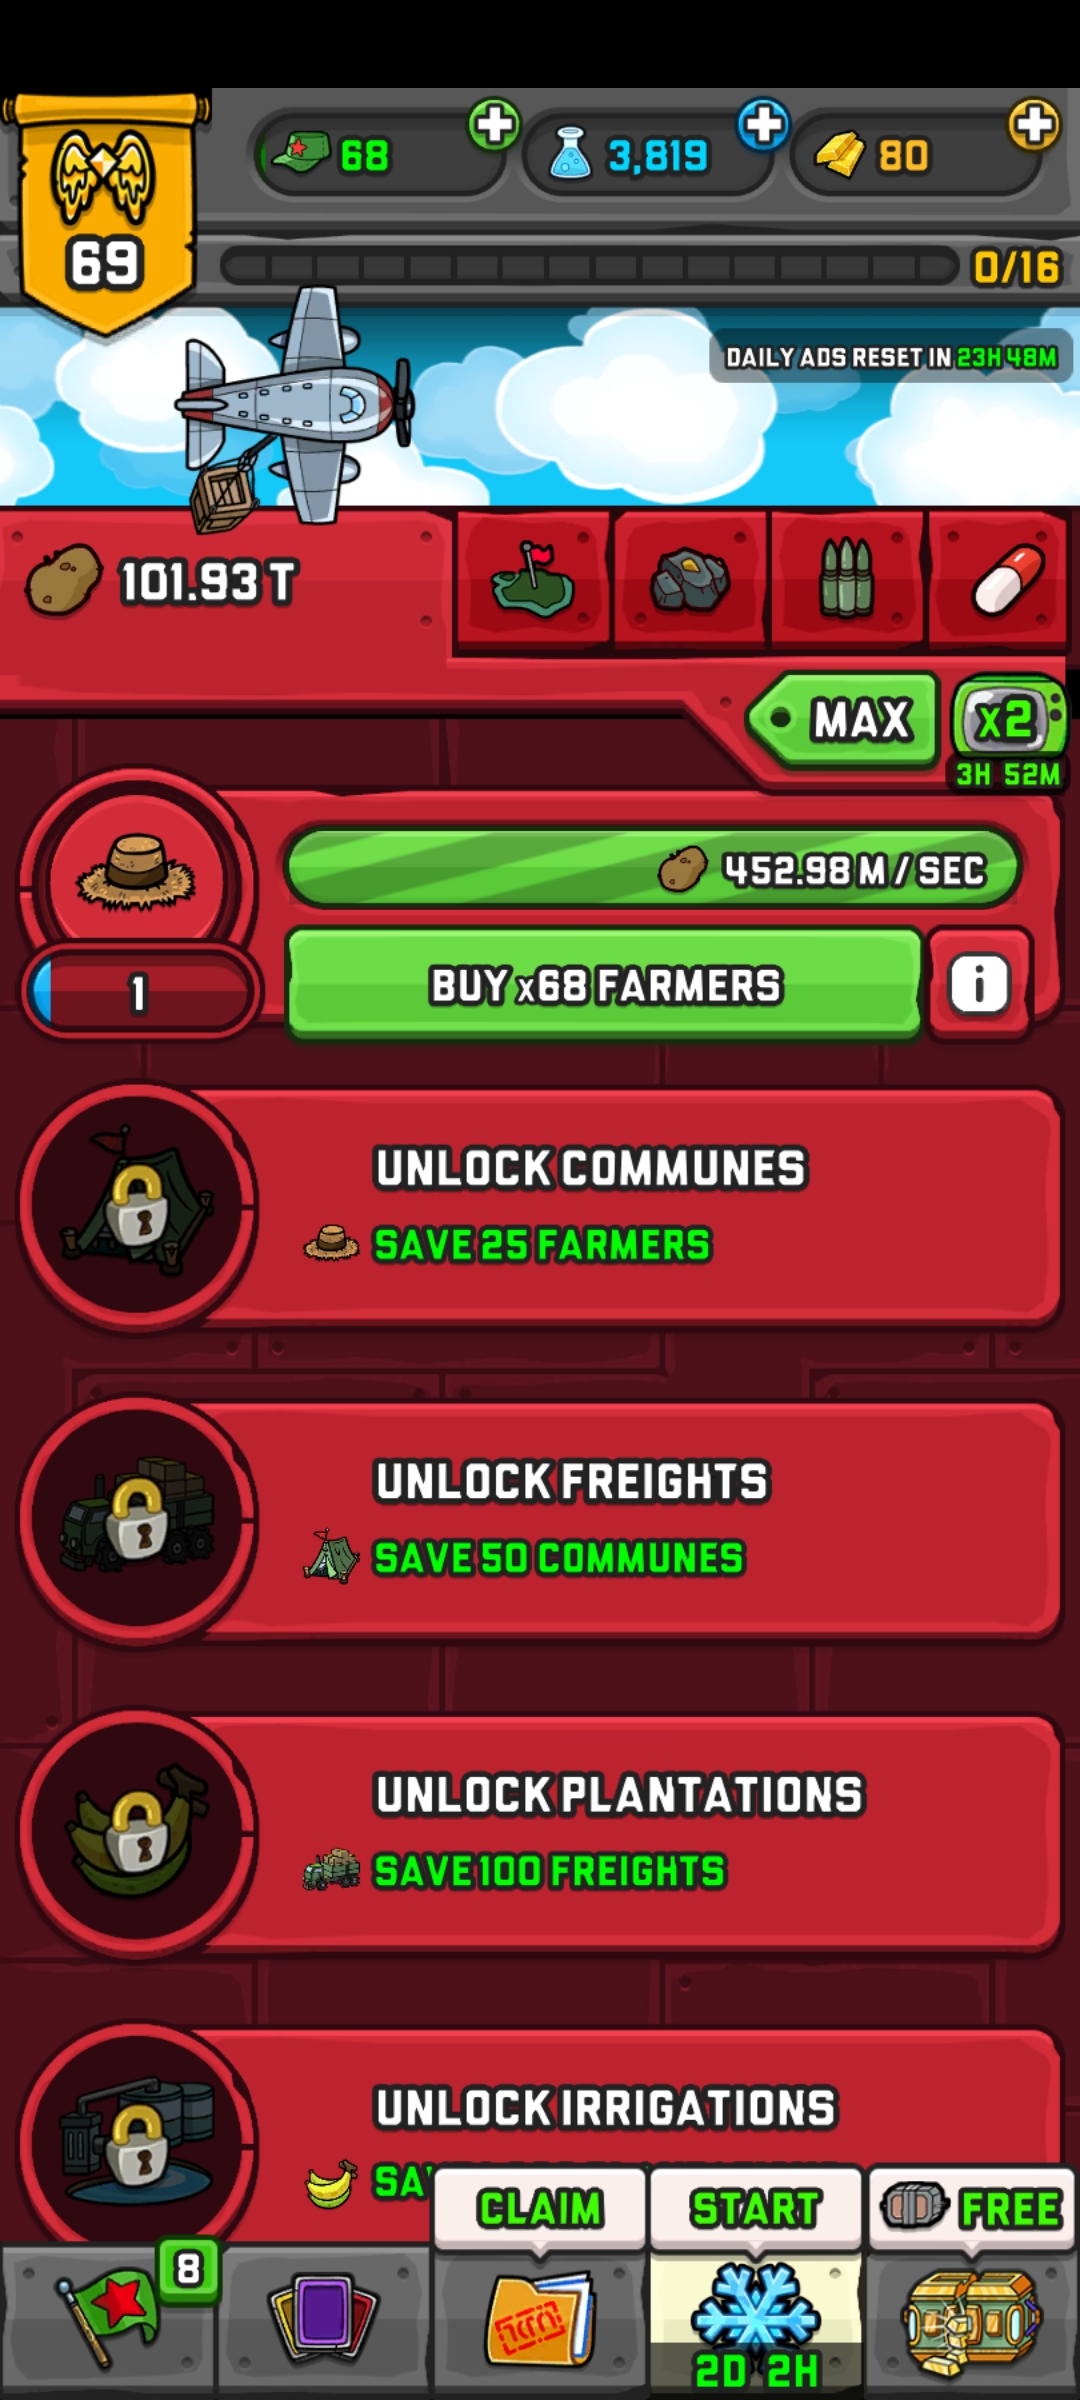 68
3,819
80
69
0/16
DAILY ADS RESET IN 23H 48M
101.93 T
MAX
x2
3H 52M
452.98 M / SEC
1
BUY x68 FARMERS
UNLOCK COMMUNES
SAVE 25 FARMERS
UNLOCK FREIGHTS
SAVE 50 COMMUNES
UNLOCK PLANTATIONS
SAVE 100 FREIGHTS
UNLOCK IRRIGATIONS
CLAIM
START
FREE
8
2D 2H